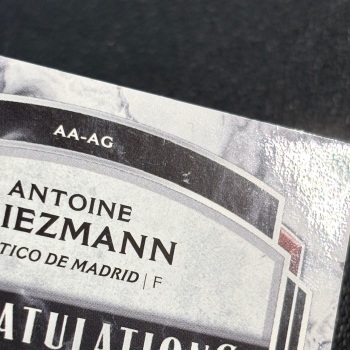 AA-AG
ANTOINE
IEZMANN
TICO DE MADRID | F
ATULATIONS